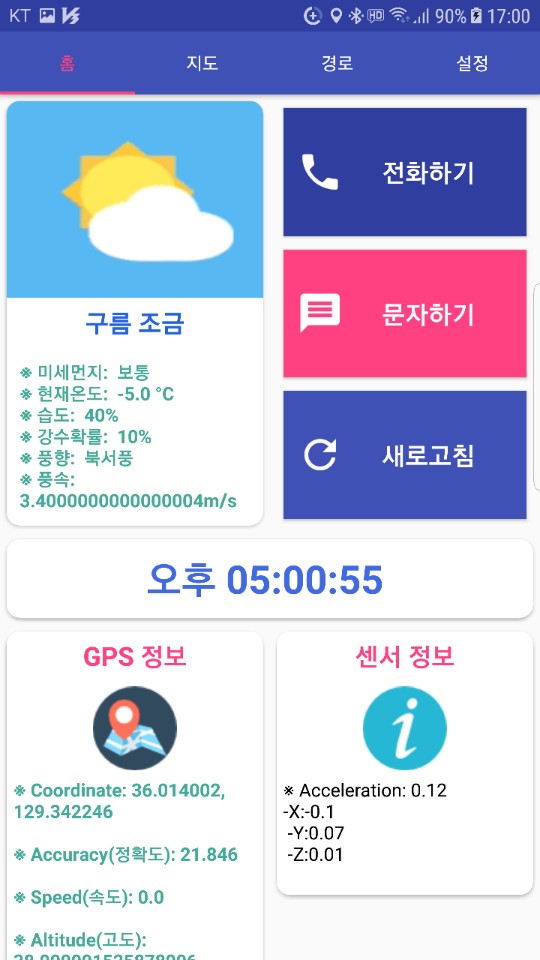 KT HD 90% 17:00
홈 지도 경로 설정
전화하기
문자하기
새로고침
구름 조금
※ 미세먼지: 보통
※ 현재온도: -5.0 °C
※ 습도: 40%
※ 강수확률: 10%
※ 풍향: 북서풍
※ 풍속:
3.4000000000000004m/s
오후 05:00:55
GPS 정보
※ Coordinate: 36.014002,
129.342246
※ Accuracy(정확도): 21.846
※ Speed(속도): 0.0
※ Altitude(고도):
센서 정보
※ Acceleration: 0.12
-X:-0.1
-Y:0.07
-Z:0.01